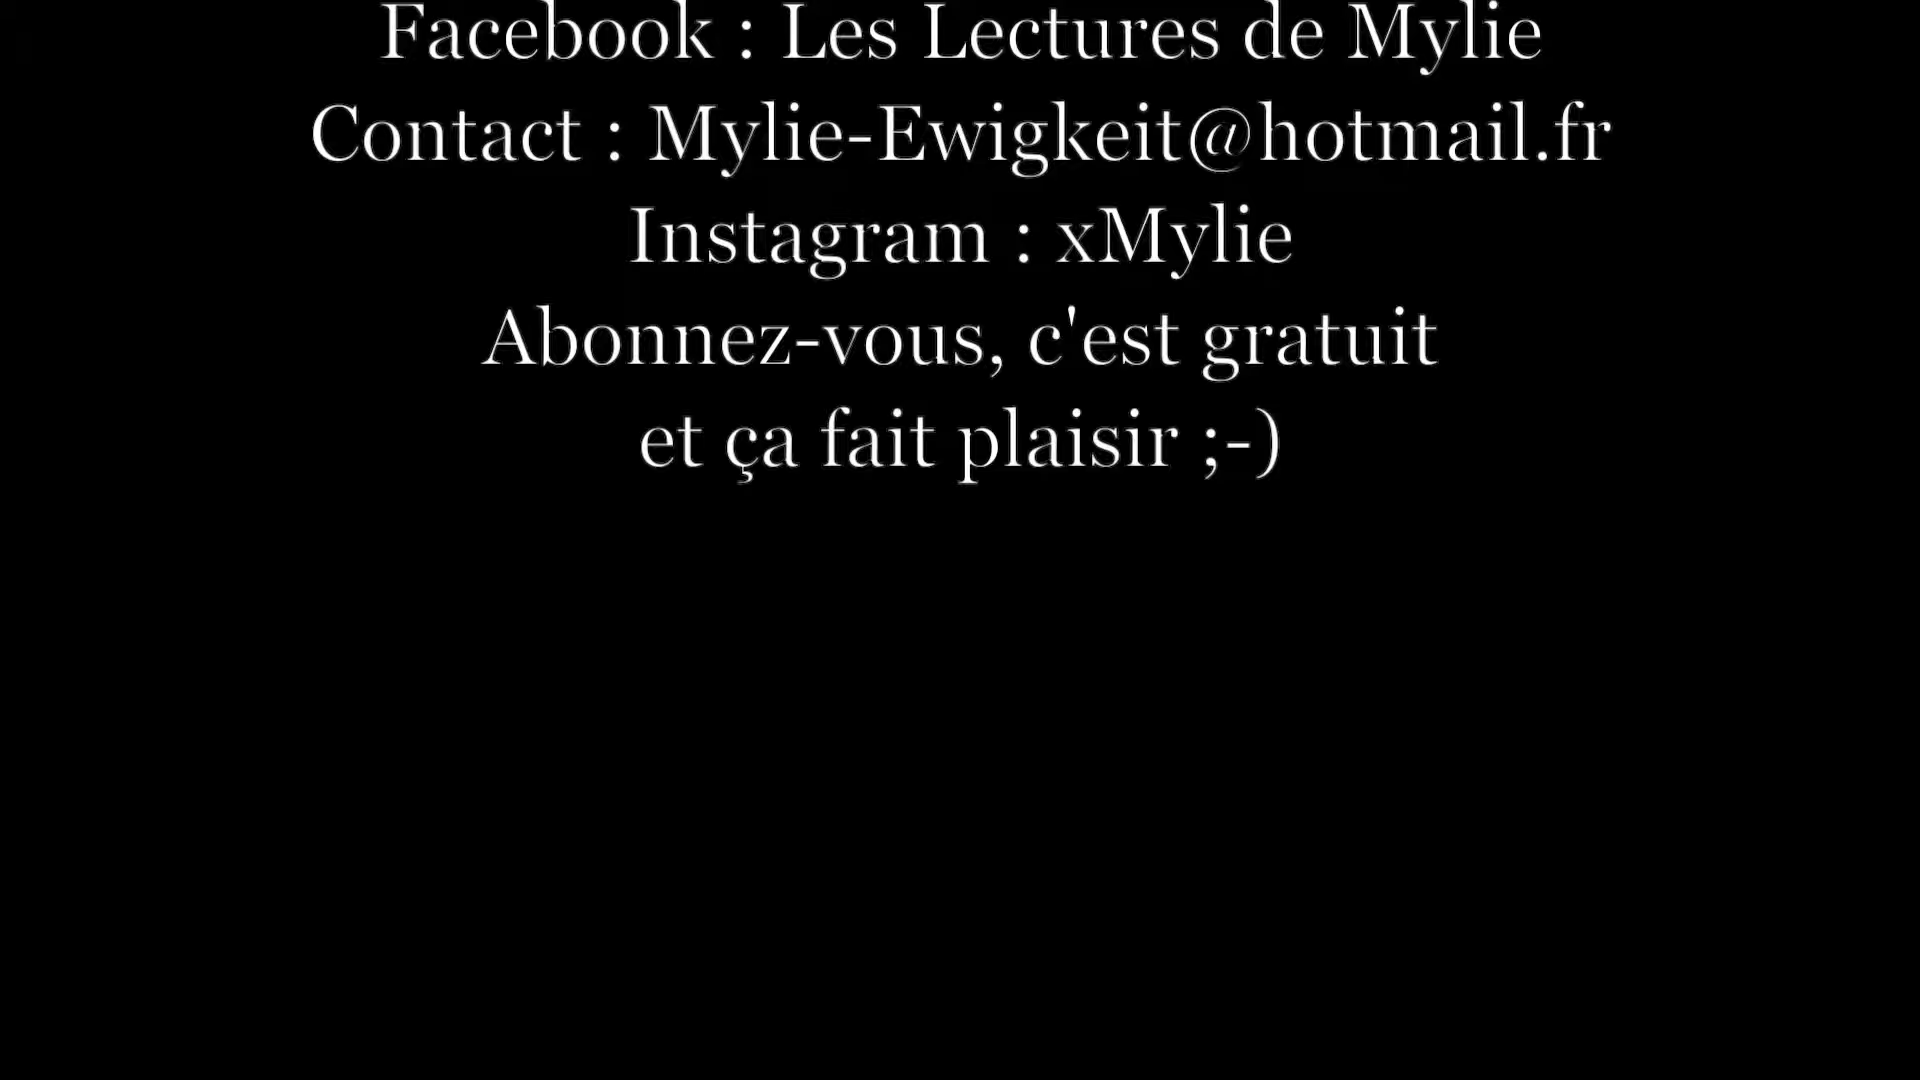 Facebook : Les Lectures de Mylie
Contact : Mylie-Ewigkeit@hotmail.fr
Instagram : xMylie
Abonnez-vous, c'est gratuit
et ça fait plaisir ;-)